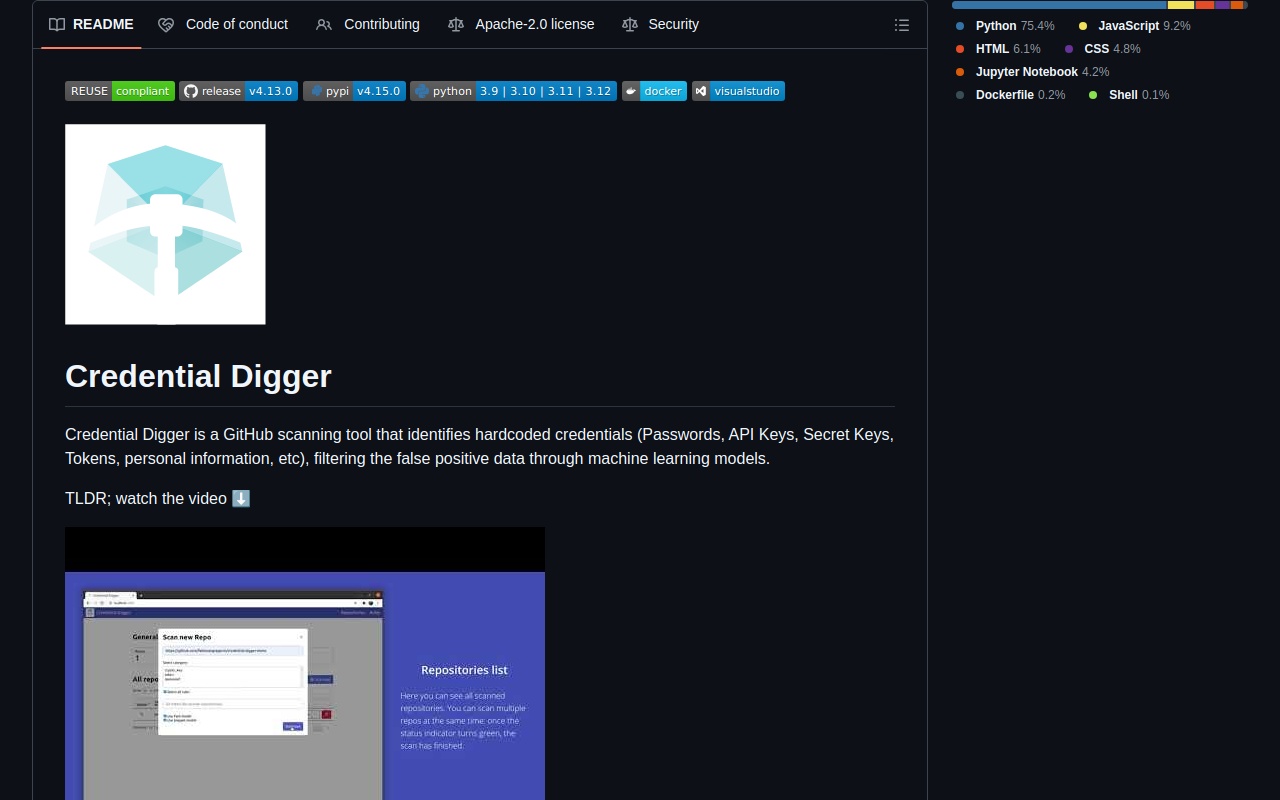 README
Code of conduct
Contributing
Apache-2.0 license
Security
Python 75.4%
JavaScript 9.2%
HTML 6.1%
CSS 4.8%
Jupyter Notebook 4.2%
Dockerfile 0.2%
Shell 0.1%
REUSE compliant
release v4.13.0
pypi v4.15.0
python 3.9 | 3.10 | 3.11 | 3.12
docker
visualstudio
Credential Digger
Credential Digger is a GitHub scanning tool that identifies hardcoded credentials (Passwords, API Keys, Secret Keys,
Tokens, personal information, etc), filtering the false positive data through machine learning models.
TLDR; watch the video ⬇️
General
All repo
Scan new Repo
Repositories list
Here you can see all scanned
repositories. You can scan multiple
repos at the same time: once the
status indicator turns green, the
scan has finished.